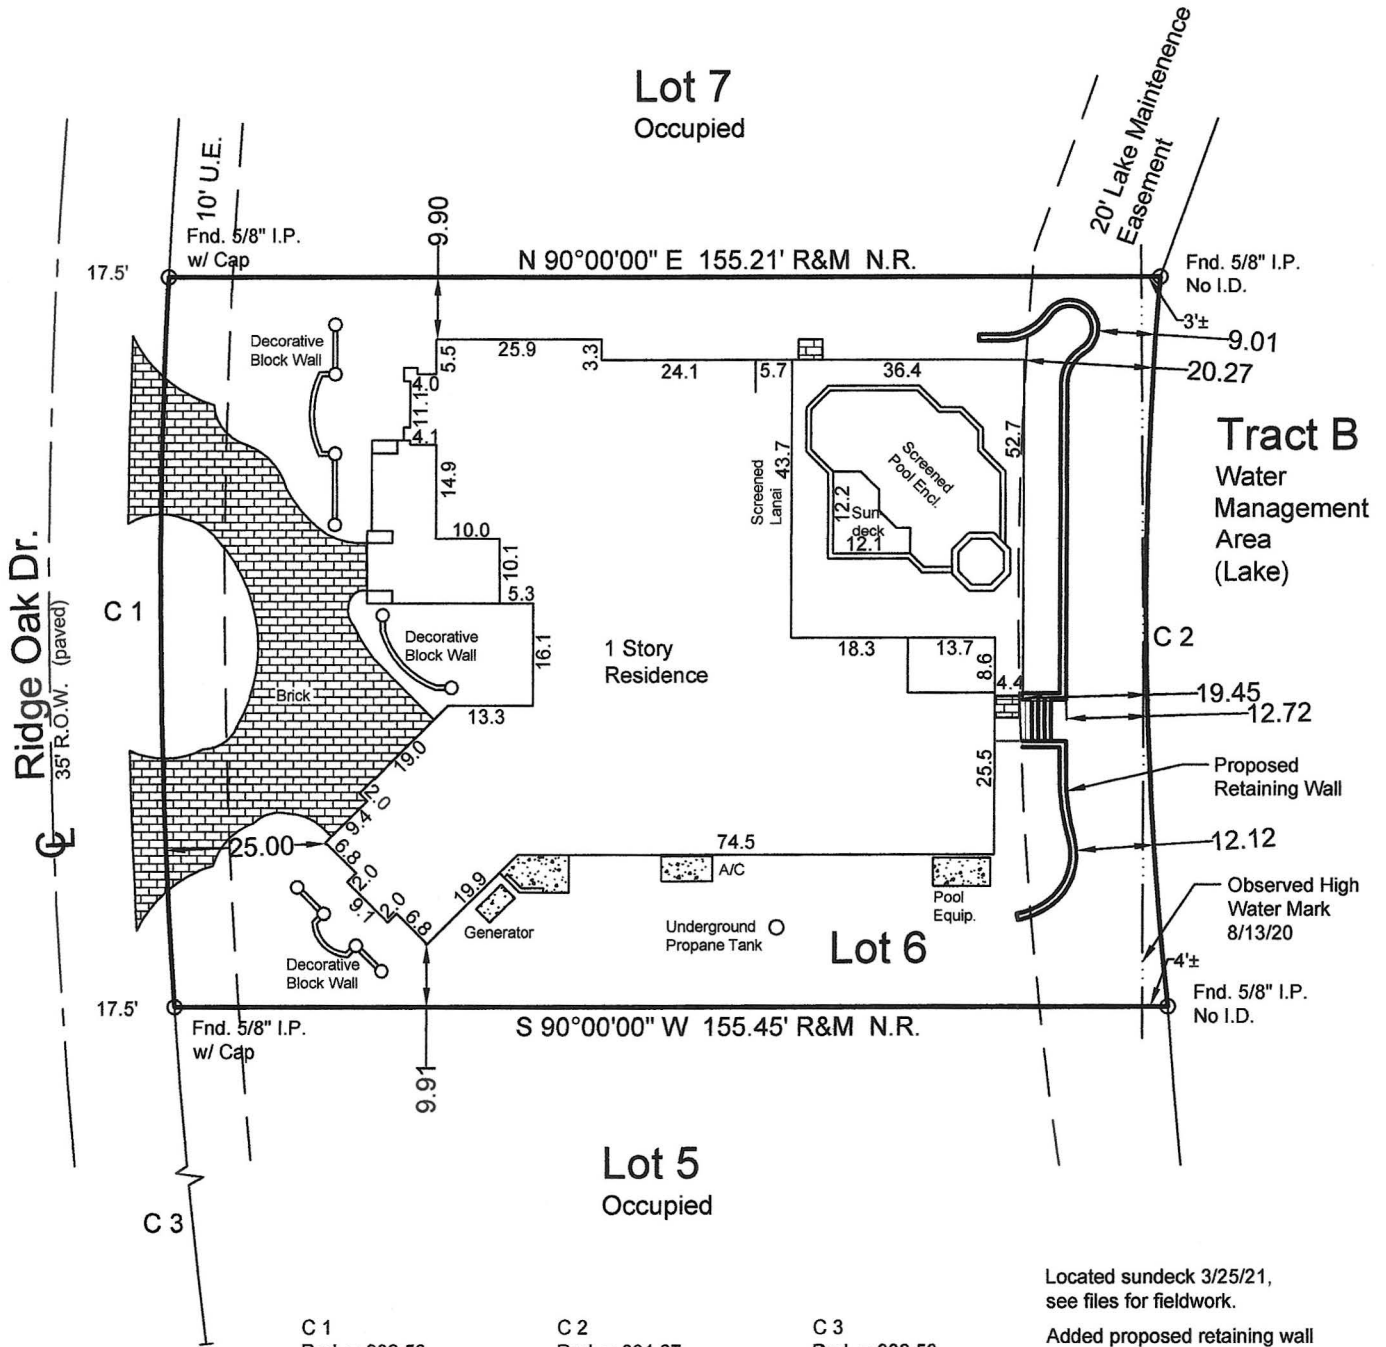 Lot 7
Occupied
20' Lake Maintenence
Easement
10' U.E.
Fnd. 5/8" I.P.
w/ Cap
17.5'
9.90
N 90°00'00" E 155.21' R&M N.R.
Fnd. 5/8" I.P.
No I.D.
3'±
9.01
20.27
Decorative
Block Wall
5.5
25.9
3.3
24.1
5.7
36.4
4.0
11.1
4.1
14.9
10.0
10.1
5.3
16.1
13.3
Screened
Lanai
43.7
52.7
Screened
Pool Encl.
12.2
Sun
deck
12.1
Tract B
Water
Management
Area
(Lake)
Ridge Oak Dr.
35' R.O.W. (paved)
C 1
C 2
Decorative
Block Wall
Brick
1 Story
Residence
18.3
13.7
8.6
4.4
19.45
12.72
25.5
Proposed
Retaining Wall
19.0
2.0
9.4
25.00
6.8
2.0
9.1
2.0
6.8
19.9
74.5
A/C
12.12
Pool
Equip.
Generator
Underground
Propane Tank
Lot 6
Observed High
Water Mark
8/13/20
4'±
Decorative
Block Wall
17.5'
CL
Fnd. 5/8" I.P.
w/ Cap
S 90°00'00" W 155.45' R&M N.R.
Fnd. 5/8" I.P.
No I.D.
9.91
Lot 5
Occupied
C 3
Located sundeck 3/25/21,
see files for fieldwork.
Added proposed retaining wall
C 1
C 2
C 3